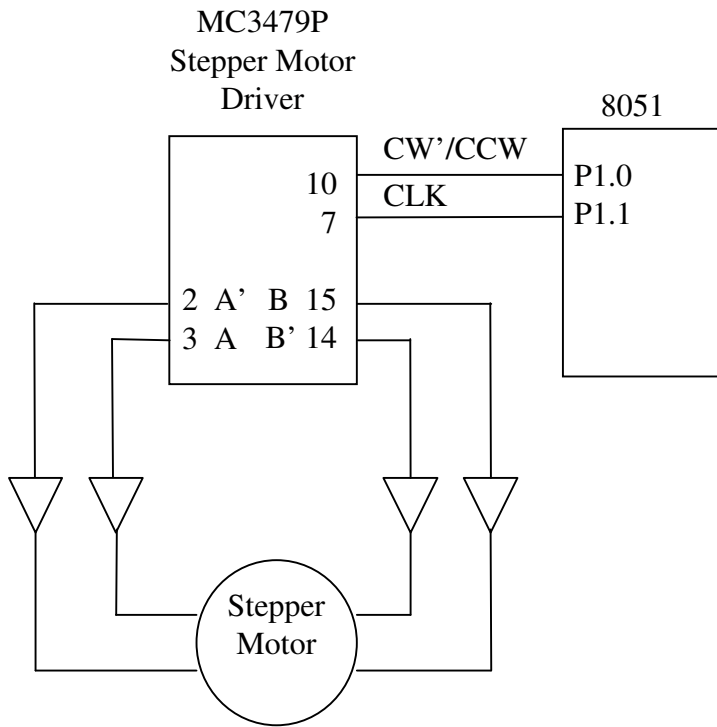 MC3479P
Stepper Motor
Driver
8051
CW’/CCW
10
P1.0
CLK
7
P1.1
2 A’ B 15
3 A B’ 14
Stepper
Motor